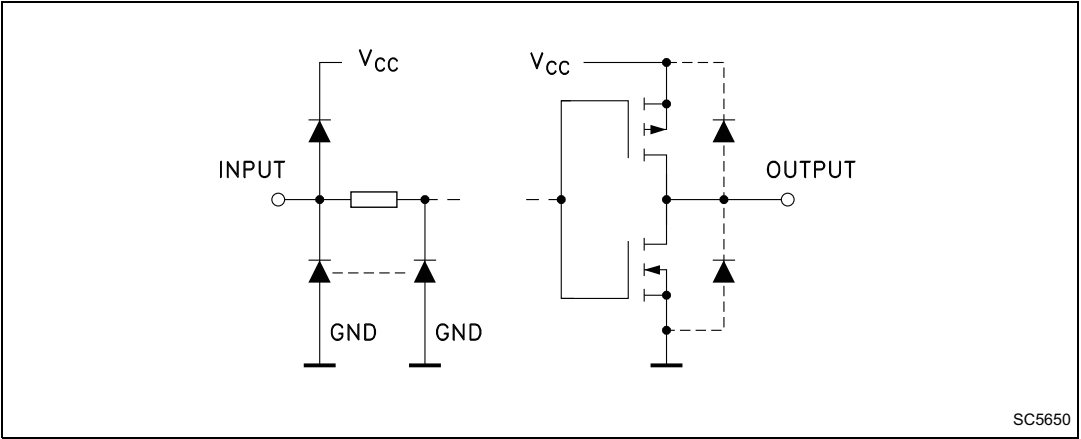 VCC
VCC
INPUT
OUTPUT
GND
GND
SC5650